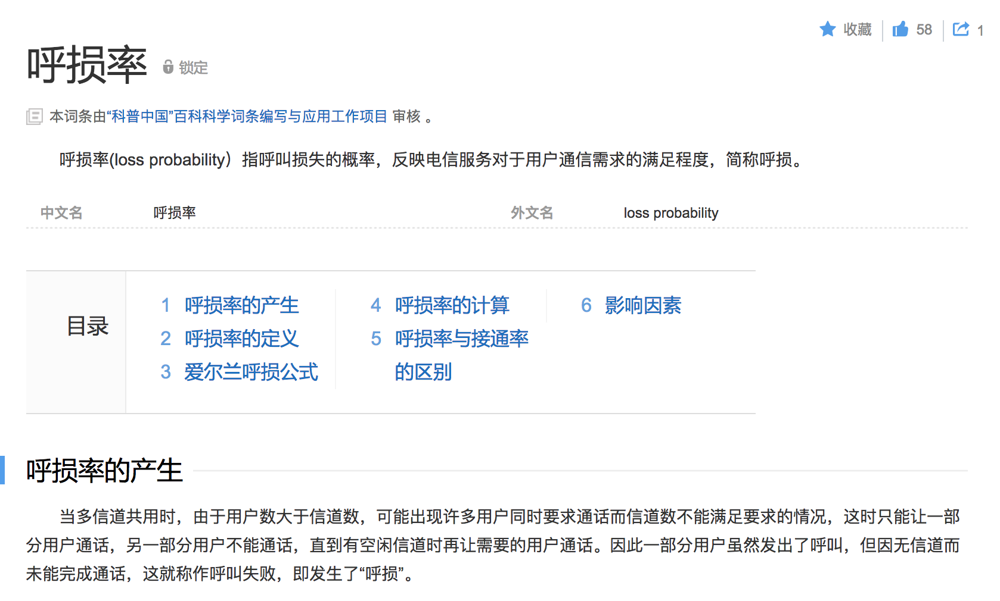 收藏 58 1
呼损率 锁定
本词条由“科普中国”百科科学词条编写与应用工作项目 审核 。
呼损率(loss probability）指呼叫损失的概率，反映电信服务对于用户通信需求的满足程度，简称呼损。
中文名 呼损率 外文名 loss probability
目录
1 呼损率的产生
2 呼损率的定义
3 爱尔兰呼损公式
4 呼损率的计算
5 呼损率与接通率
的区别
6 影响因素
呼损率的产生
当多信道共用时，由于用户数大于信道数，可能出现许多用户同时要求通话而信道数不能满足要求的情况，这时只能让一部
分用户通话，另一部分用户不能通话，直到有空闲信道时再让需要的用户通话。因此一部分用户虽然发出了呼叫，但因无信道而
未能完成通话，这就称作呼叫失败，即发生了“呼损”。